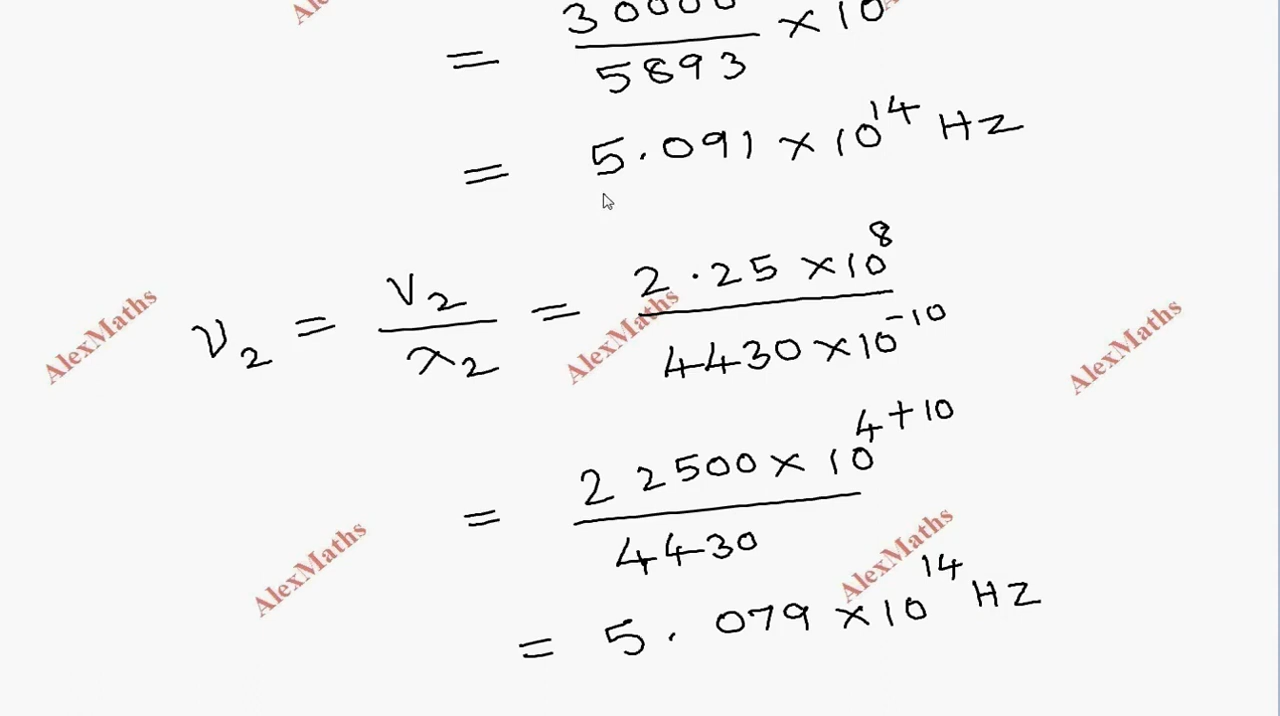 = 30000 / 5893 × 10
= 5.091 × 10^14 Hz
ν2 = V2 / λ2 = 2.25 × 10^8 / 4430 × 10^-10
= 22500 × 10^4+10 / 4430
= 5.079 × 10^14 Hz
AlexMaths
AlexMaths
AlexMaths
AlexMaths
AlexMaths